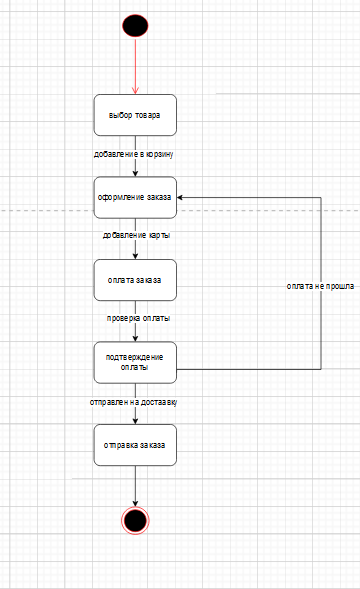 выбор товара
добавление в корзину
оформление заказа
добавление карты
оплата заказа
оплата не прошла
проверка оплаты
подтверждение
оплаты
отправлен на доставку
отправка заказа